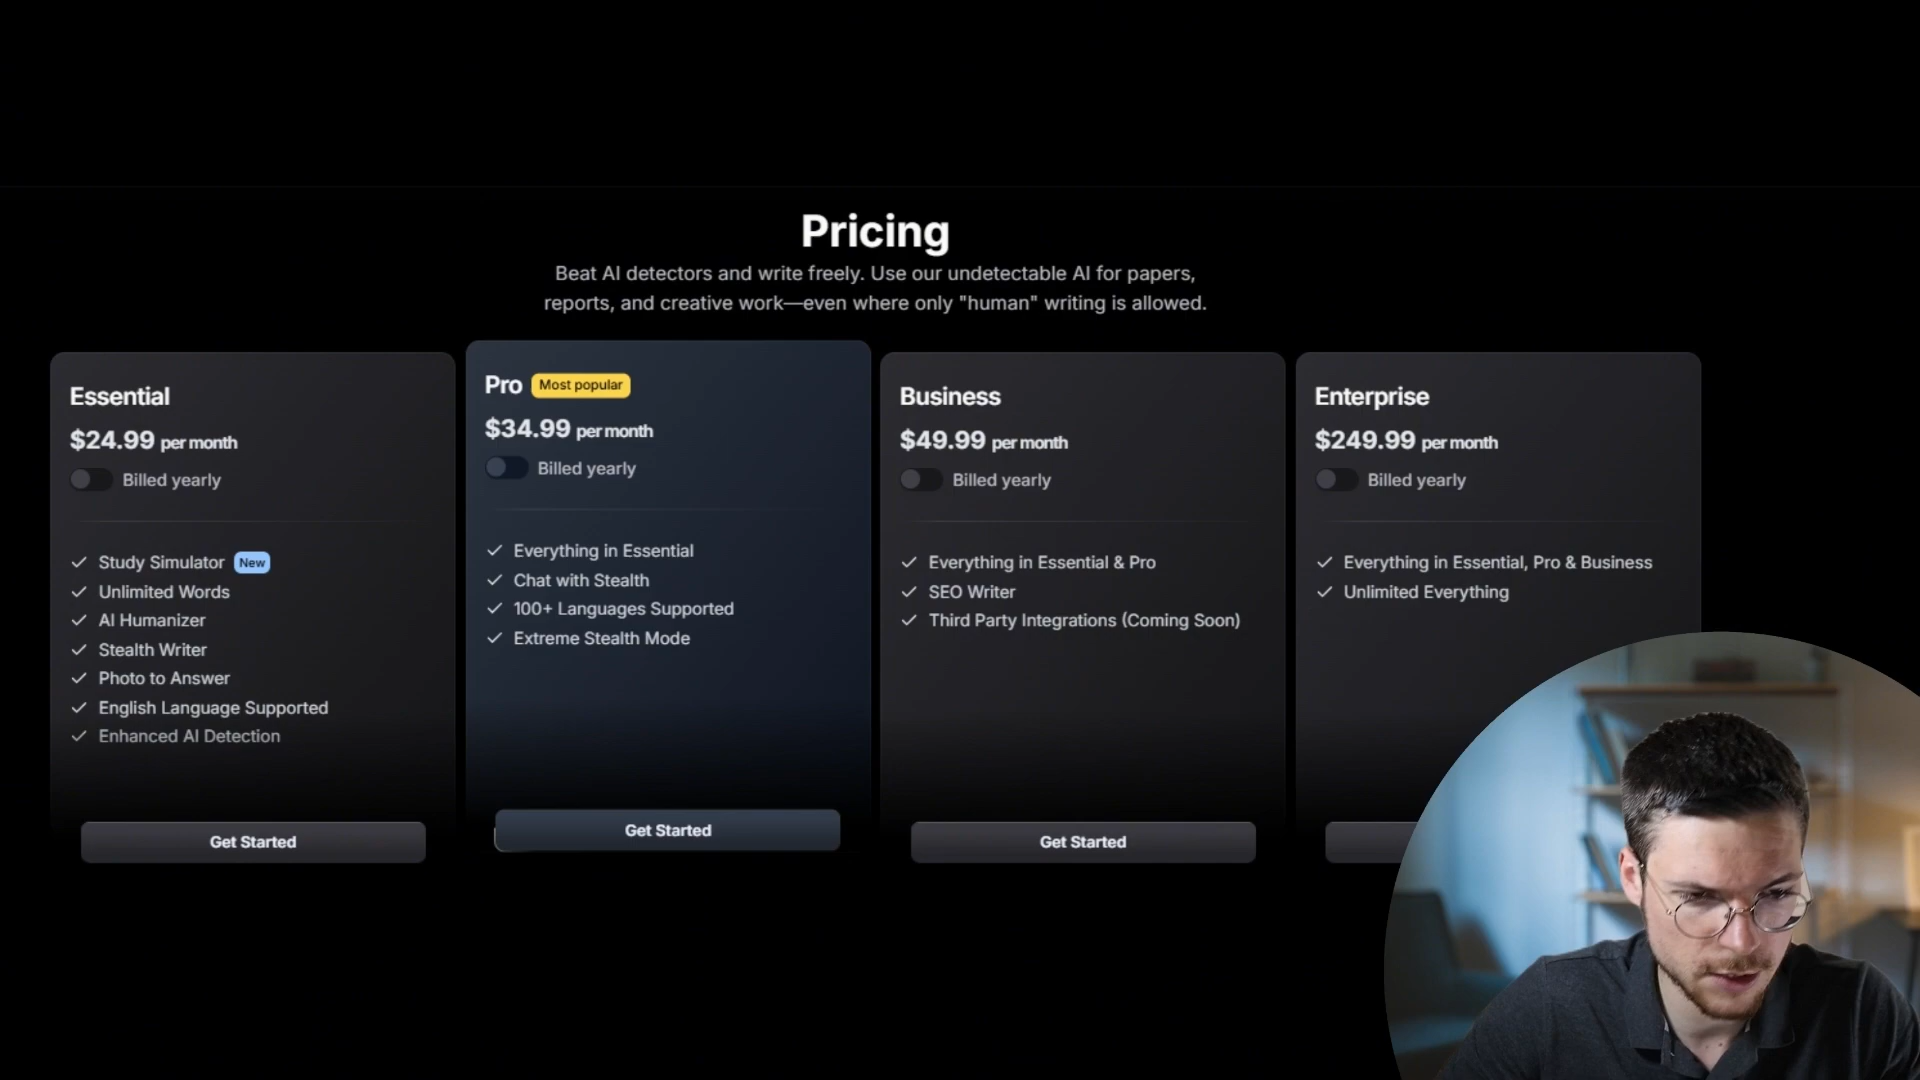 Pricing
Beat AI detectors and write freely. Use our undetectable AI for papers,
reports, and creative work—even where only "human" writing is allowed.
Essential
$24.99 per month
Billed yearly
Study Simulator New
Unlimited Words
AI Humanizer
Stealth Writer
Photo to Answer
English Language Supported
Enhanced AI Detection
Get Started
Pro Most popular
$34.99 per month
Billed yearly
Everything in Essential
Chat with Stealth
100+ Languages Supported
Extreme Stealth Mode
Get Started
Business
$49.99 per month
Billed yearly
Everything in Essential & Pro
SEO Writer
Third Party Integrations (Coming Soon)
Get Started
Enterprise
$249.99 per month
Billed yearly
Everything in Essential, Pro & Business
Unlimited Everything